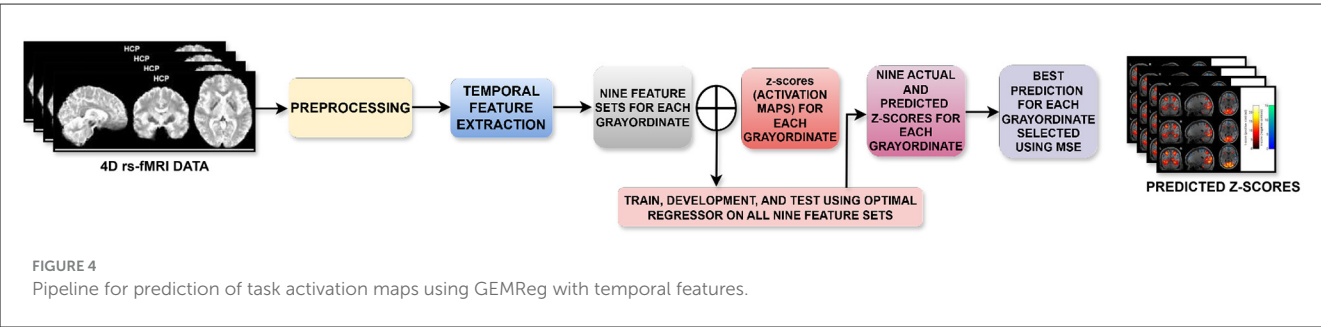 HCP
HCP
HCP
HCP
4D rs-fMRI DATA
PREPROCESSING
TEMPORAL
FEATURE
EXTRACTION
NINE FEATURE
SETS FOR EACH
GRAYORDINATE
z-scores
(ACTIVATION
MAPS) FOR
EACH
GRAYORDINATE
TRAIN, DEVELOPMENT, AND TEST USING OPTIMAL
REGRESSOR ON ALL NINE FEATURE SETS
NINE ACTUAL
AND
PREDICTED
Z-SCORES FOR
EACH
GRAYORDINATE
BEST
PREDICTION
FOR EACH
GRAYORDINATE
SELECTED
USING MSE
PREDICTED Z-SCORES
FIGURE 4
Pipeline for prediction of task activation maps using GEMReg with temporal features.